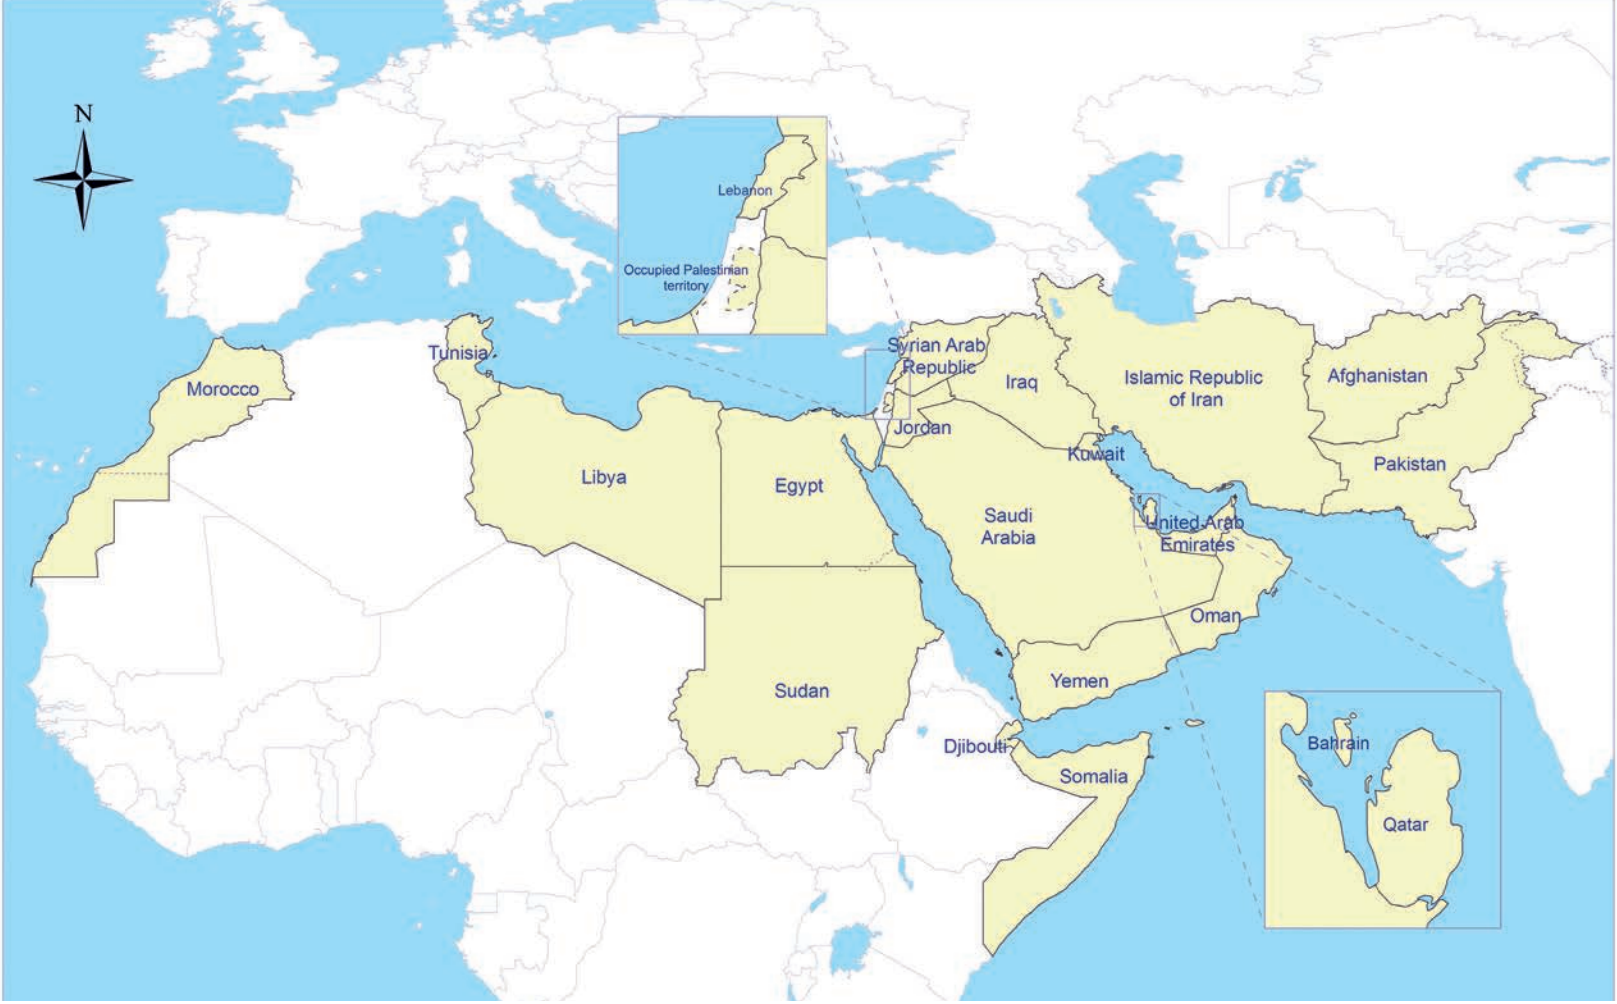 N
Lebanon
Occupied Palestinian
territory
Tunisia
Morocco
Syrian Arab
Republic
Iraq
Islamic Republic
of Iran
Afghanistan
Jordan
Kuwait
Pakistan
Libya
Egypt
Saudi
Arabia
United Arab
Emirates
Oman
Sudan
Yemen
Djibouti
Somalia
Bahrain
Qatar